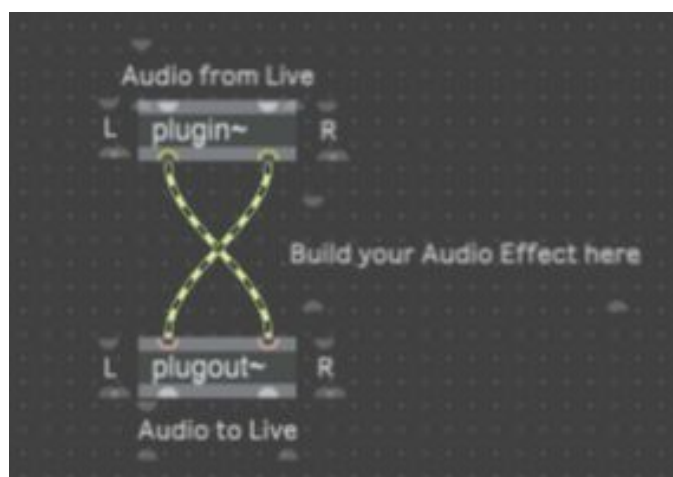 Audio from Live
L plugin~ R
Build your Audio Effect here
L plugout~ R
Audio to Live